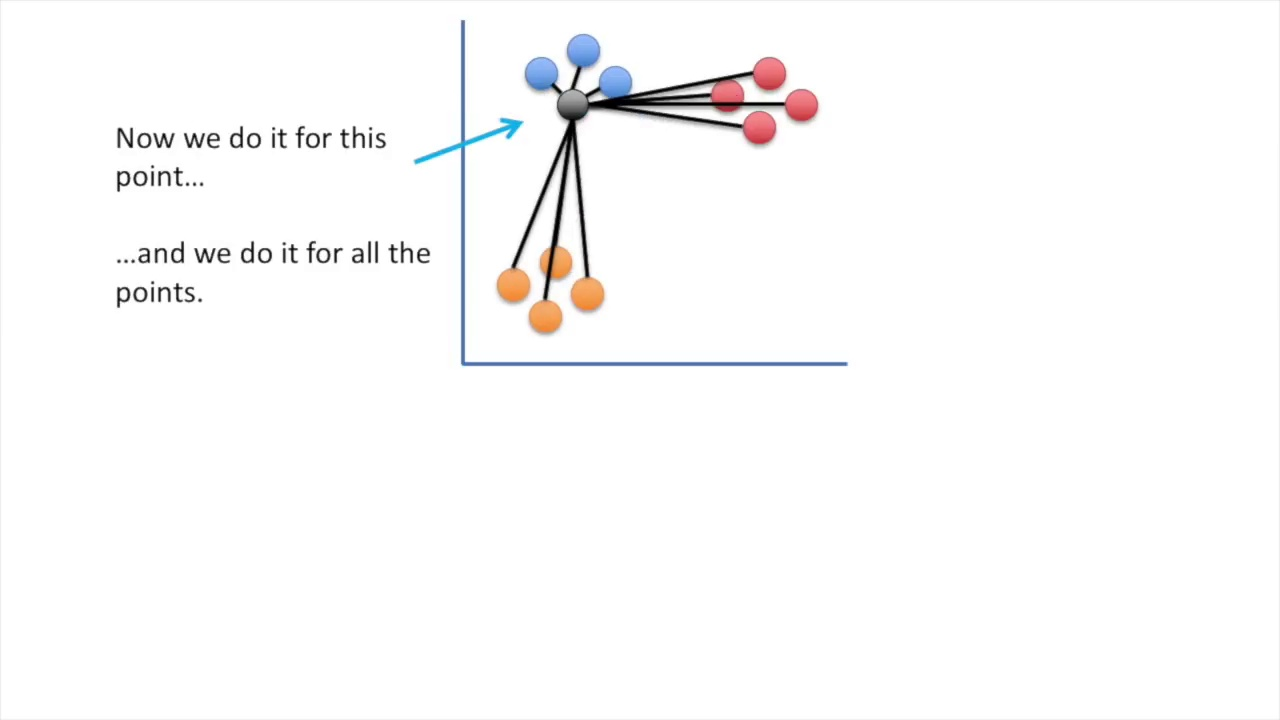 Now we do it for this
point…
…and we do it for all the
points.